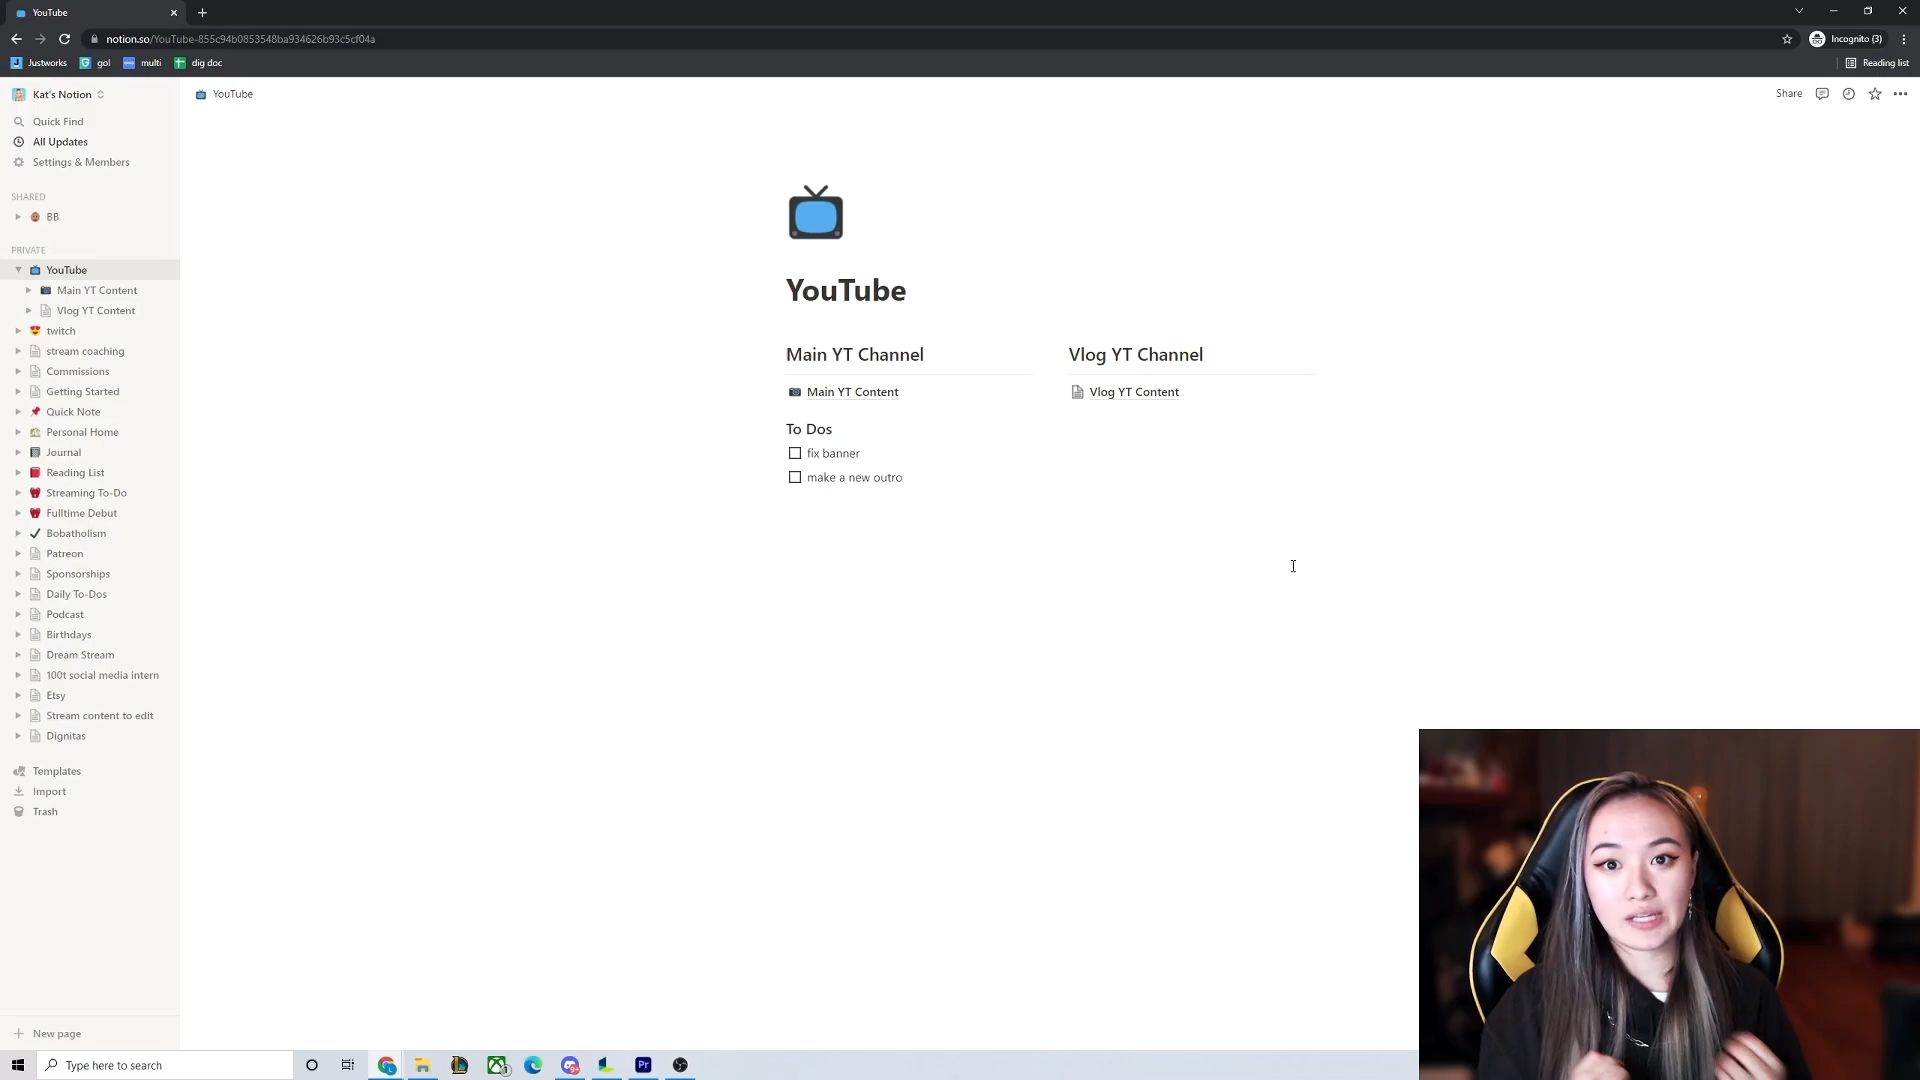 YouTube
notion.so/YouTube-855c94b0853548ba934626b93c5cf04a
Incognito (3)
Justworks
gol
multi
dig doc
Reading list
Kat's Notion
YouTube
Share
Quick Find
All Updates
Settings & Members
SHARED
BB
PRIVATE
YouTube
Main YT Content
Vlog YT Content
twitch
stream coaching
Commissions
Getting Started
Quick Note
Personal Home
Journal
Reading List
Streaming To-Do
Fulltime Debut
Bobatholism
Patreon
Sponsorships
Daily To-Dos
Podcast
Birthdays
Dream Stream
100t social media intern
Etsy
Stream content to edit
Dignitas
Templates
Import
Trash
New page
YouTube
Main YT Channel
Main YT Content
To Dos
fix banner
make a new outro
Vlog YT Channel
Vlog YT Content
Type here to search
Pr